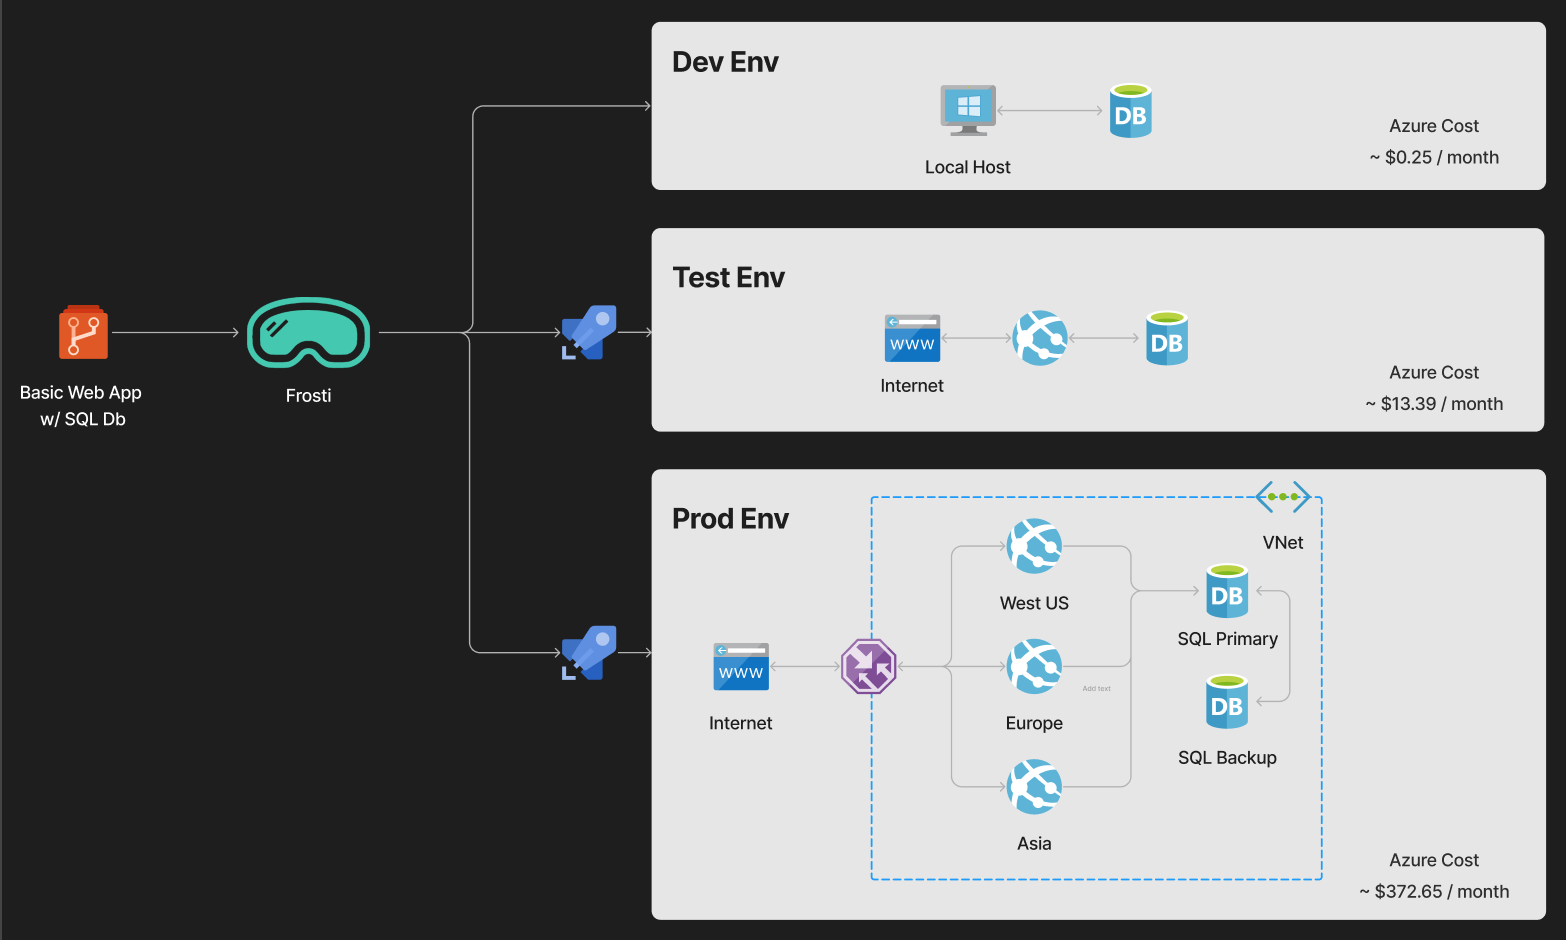 Dev Env
DB
Local Host
Azure Cost
~ $0.25 / month
Test Env
www
DB
Internet
Azure Cost
~ $13.39 / month
Basic Web App
w/ SQL Db
Frosti
Prod Env
VNet
West US
DB
SQL Primary
www
Internet
Add text
Europe
DB
SQL Backup
Asia
Azure Cost
~ $372.65 / month